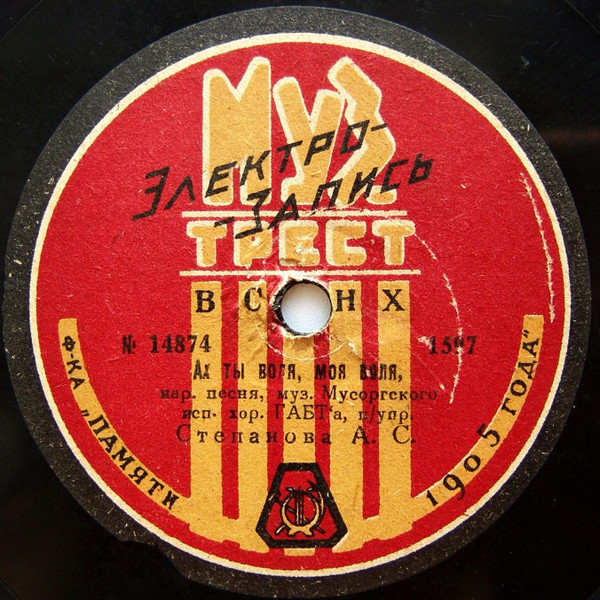 МУЗ
ЭЛЕКТРО-
-ЗАПИСЬ
ТРЕСТ
ВСНХ
№ 14874
Ах ты воля, моя воля,
нар. песня, муз. Мусоргского
исп. хор. ГАБТ'а, п/упр.
Степанова А. С.
Ф-КА „ПАМЯТИ
1905 ГОДА"